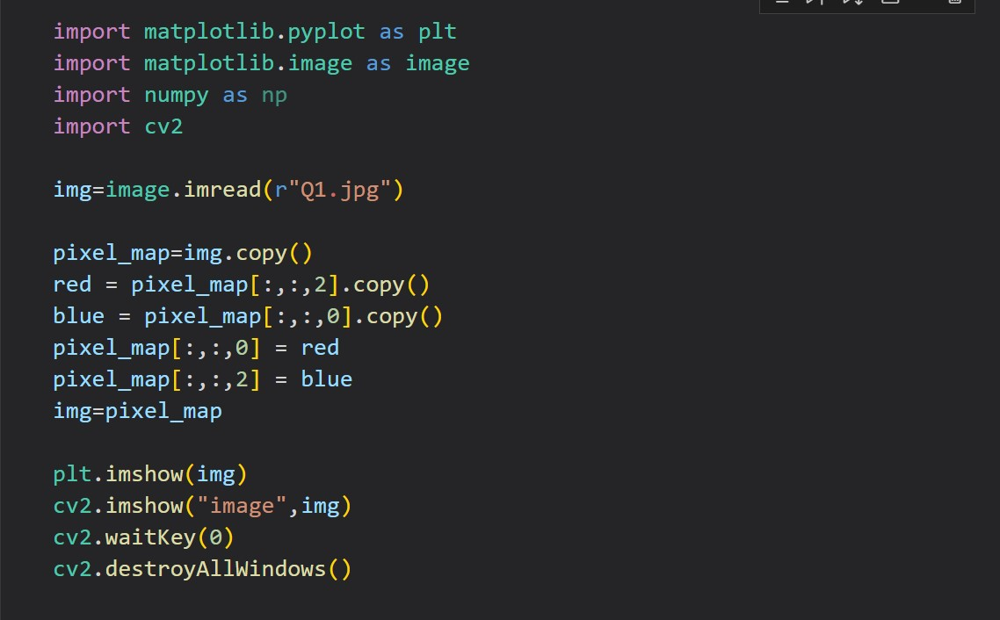 import matplotlib.pyplot as plt
import matplotlib.image as image
import numpy as np
import cv2
img=image.imread(r"Q1.jpg")
pixel_map=img.copy()
red = pixel_map[:,:,2].copy()
blue = pixel_map[:,:,0].copy()
pixel_map[:,:,0] = red
pixel_map[:,:,2] = blue
img=pixel_map
plt.imshow(img)
cv2.imshow("image",img)
cv2.waitKey(0)
cv2.destroyAllWindows()